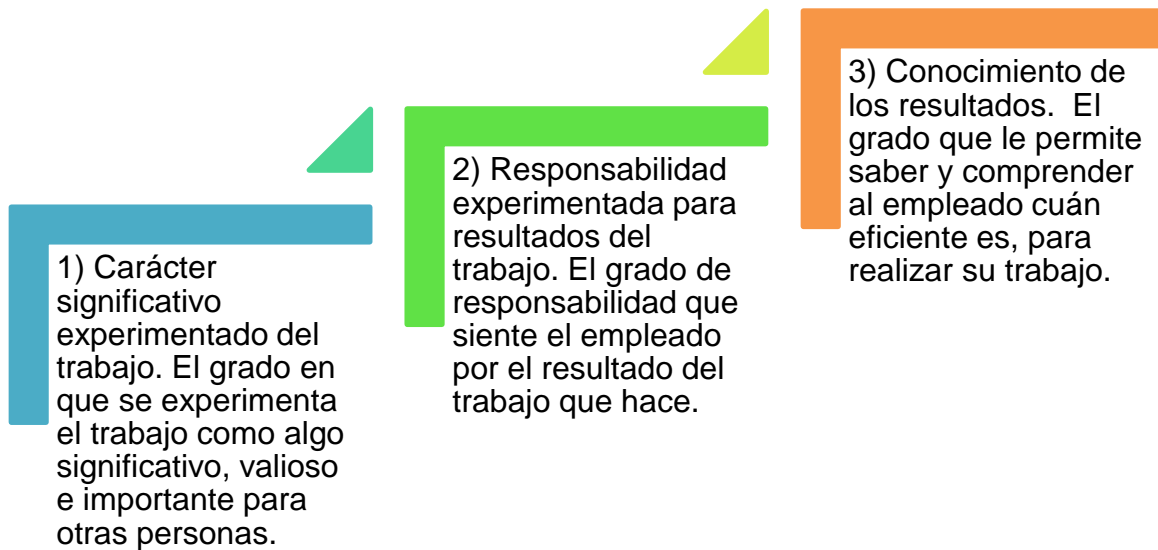 1) Carácter
significativo
experimentado del
trabajo. El grado en
que se experimenta
el trabajo como algo
significativo, valioso
e importante para
otras personas.
2) Responsabilidad
experimentada para
resultados del
trabajo. El grado de
responsabilidad que
siente el empleado
por el resultado del
trabajo que hace.
3) Conocimiento de
los resultados.  El
grado que le permite
saber y comprender
al empleado cuán
eficiente es, para
realizar su trabajo.